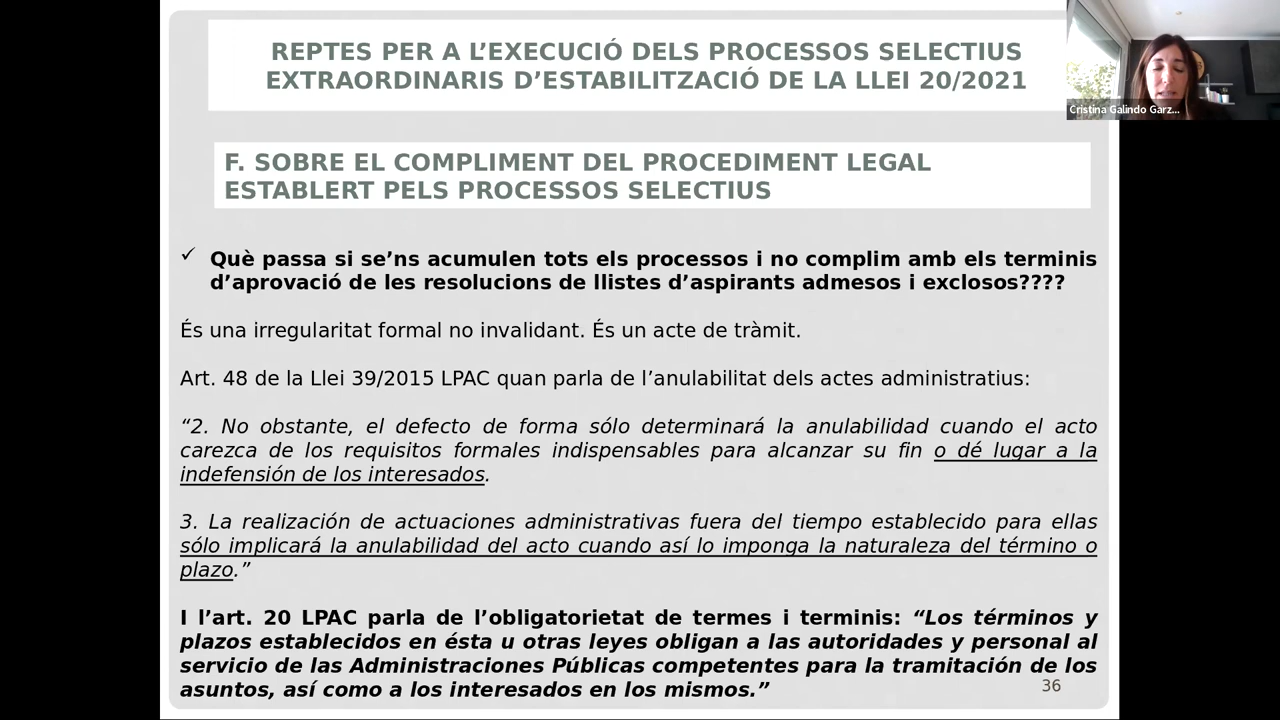 REPTES PER A L’EXECUCIÓ DELS PROCESSOS SELECTIUS
EXTRAORDINARIS D’ESTABILITZACIÓ DE LA LLEI 20/2021
Cristina Galindo Garz...
F. SOBRE EL COMPLIMENT DEL PROCEDIMENT LEGAL
ESTABLERT PELS PROCESSOS SELECTIUS
✓ Què passa si se’ns acumulen tots els processos i no complim amb els terminis
d’aprovació de les resolucions de llistes d’aspirants admesos i exclosos????
És una irregularitat formal no invalidant. És un acte de tràmit.
Art. 48 de la Llei 39/2015 LPAC quan parla de l’anulabilitat dels actes administratius:
“2. No obstante, el defecto de forma sólo determinará la anulabilidad cuando el acto
carezca de los requisitos formales indispensables para alcanzar su fin o dé lugar a la
indefensión de los interesados.
3. La realización de actuaciones administrativas fuera del tiempo establecido para ellas
sólo implicará la anulabilidad del acto cuando así lo imponga la naturaleza del término o
plazo.”
I l’art. 20 LPAC parla de l’obligatorietat de termes i terminis: “Los términos y
plazos establecidos en ésta u otras leyes obligan a las autoridades y personal al
servicio de las Administraciones Públicas competentes para la tramitación de los
asuntos, así como a los interesados en los mismos.”
36